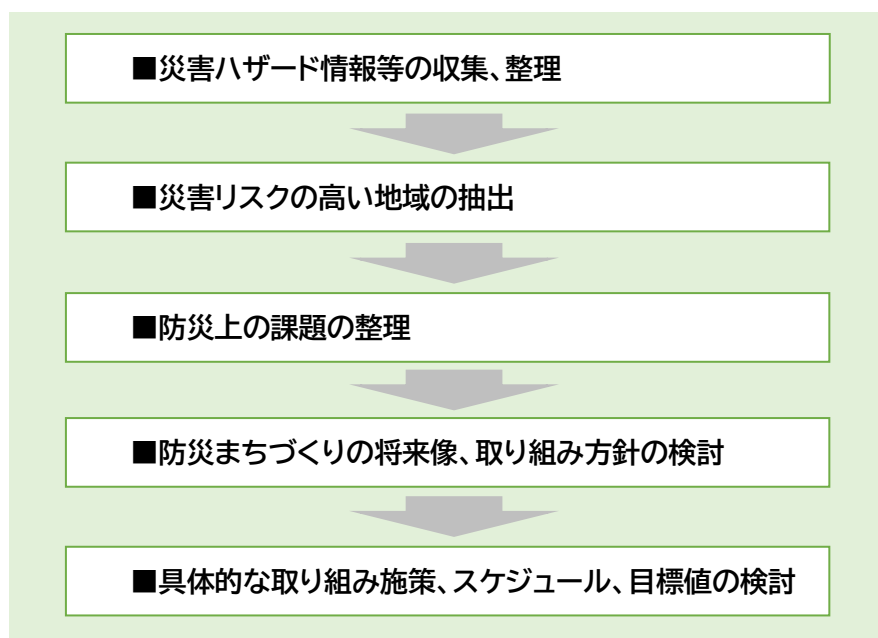 ■災害ハザード情報等の収集、整理
■災害リスクの高い地域の抽出
■防災上の課題の整理
■防災まちづくりの将来像、取り組み方針の検討
■具体的な取り組み施策、スケジュール、目標値の検討